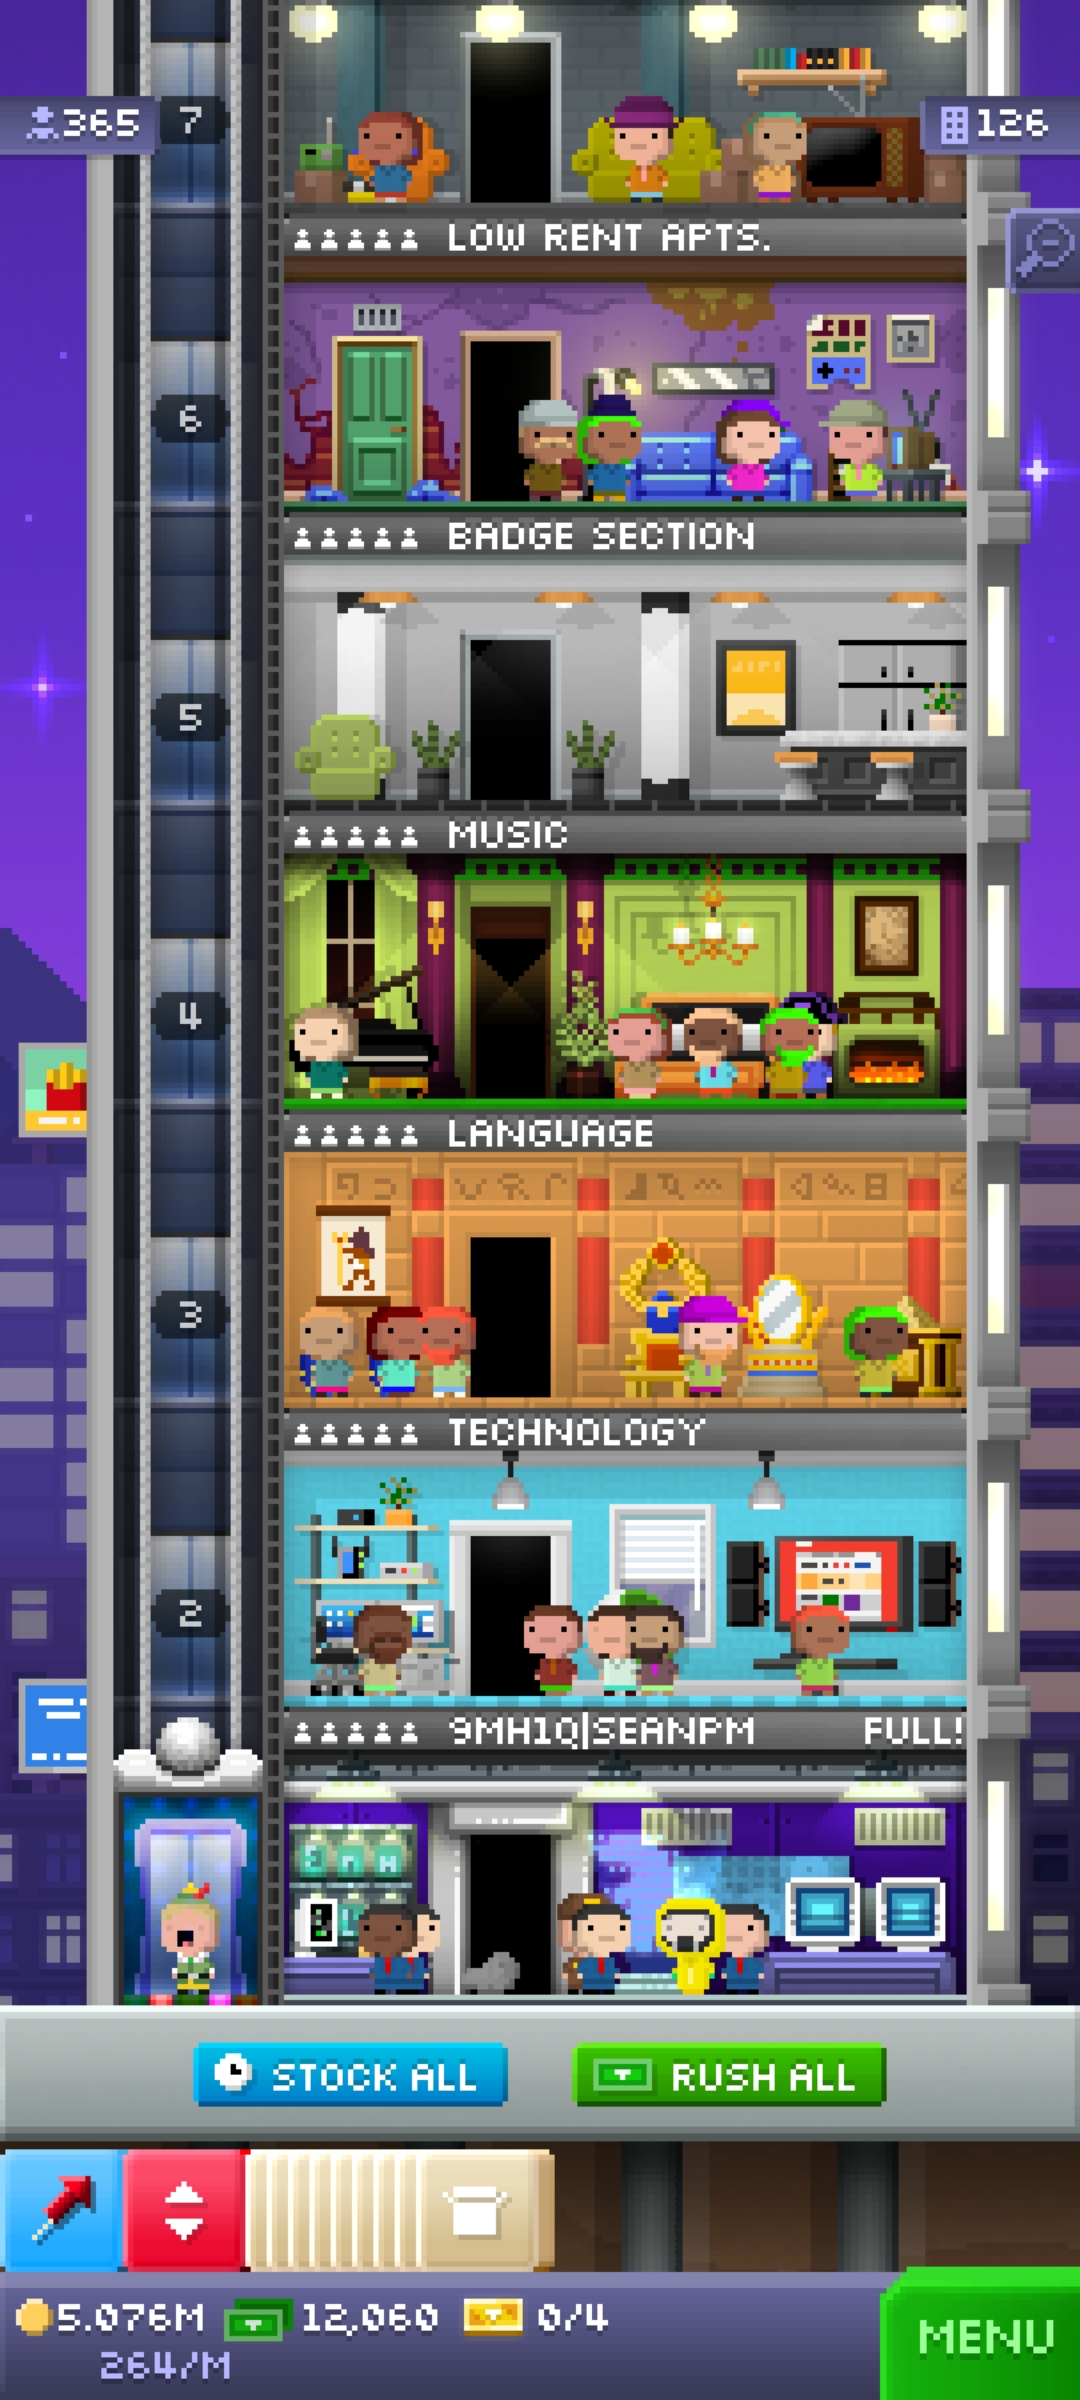 365
7
126
LOW RENT APTS.
6
BADGE SECTION
5
MUSIC
4
LANGUAGE
3
TECHNOLOGY
2
9MH1Q|SEANPM FULL!
STOCK ALL
RUSH ALL
5.076M 12,060 0/4
264/M
MENU